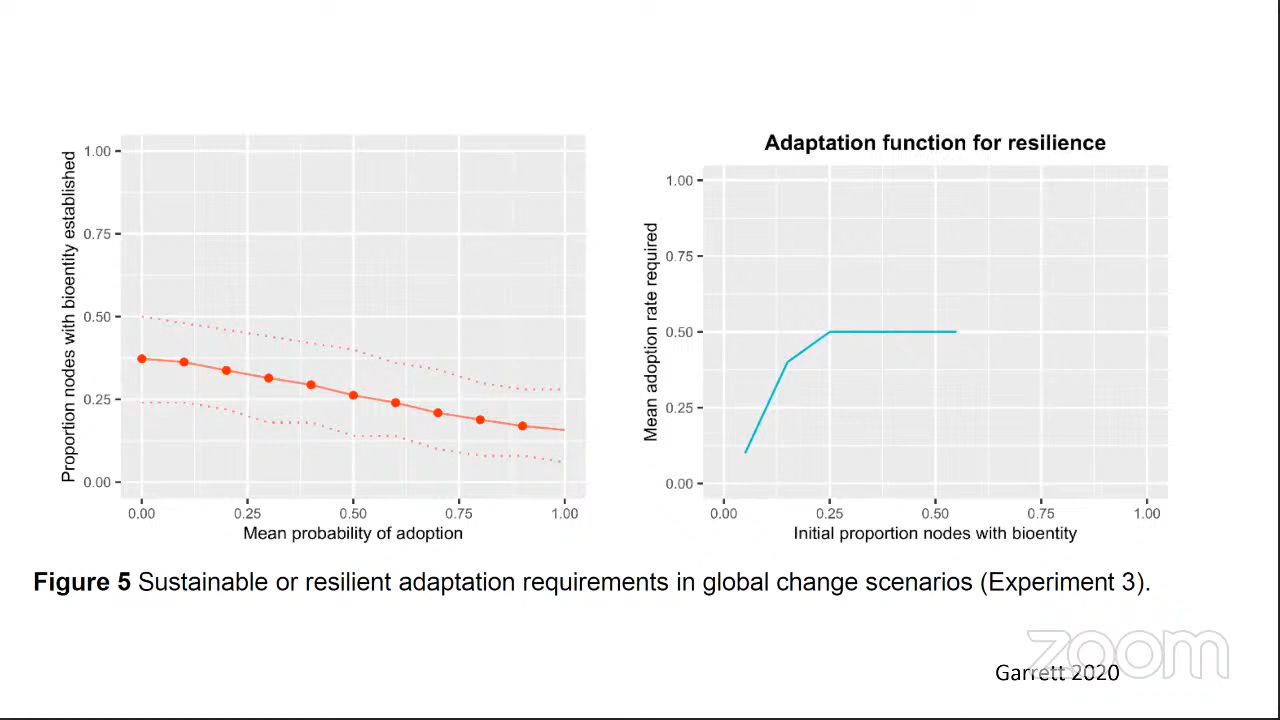 Proportion nodes with bioentity established
1.00
0.75
0.50
0.25
0.00
0.00 0.25 0.50 0.75 1.00
Mean probability of adoption
Adaptation function for resilience
Mean adoption rate required
1.00
0.75
0.50
0.25
0.00
0.00 0.25 0.50 0.75 1.00
Initial proportion nodes with bioentity
Figure 5 Sustainable or resilient adaptation requirements in global change scenarios (Experiment 3).
zoom
Garrett 2020